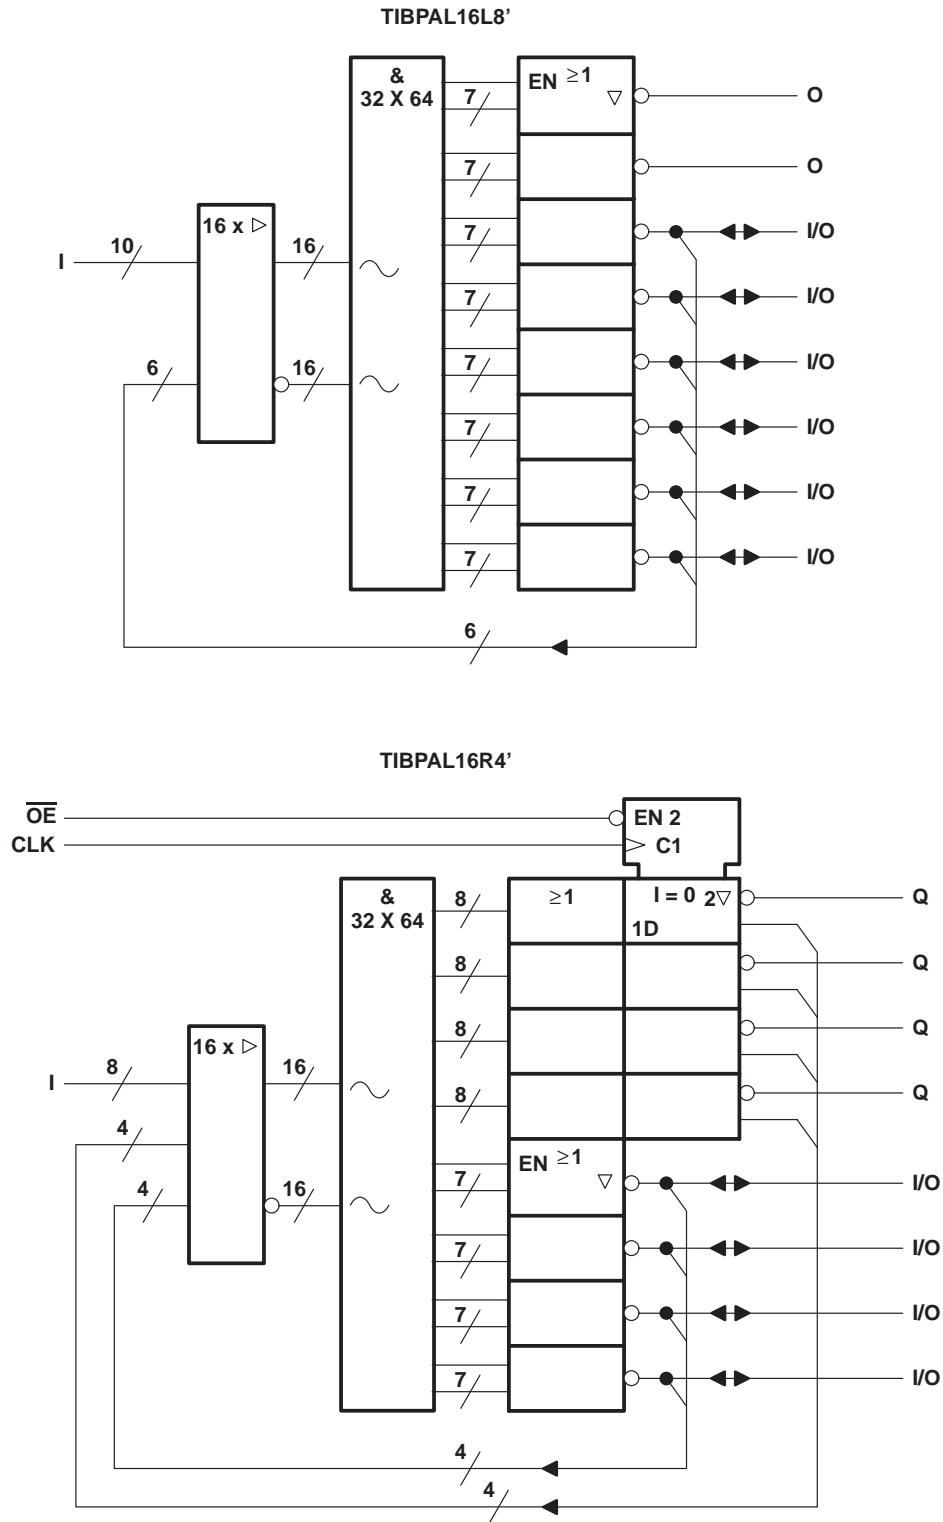 TIBPAL16L8'
&
32 X 64
EN ≥1 ▽
7
O
7
O
7
I/O
16 x ▷
I
10
16
7
I/O
6
16
7
I/O
7
I/O
7
I/O
7
I/O
6
TIBPAL16R4'
OE
CLK
EN 2
C1
&
32 X 64
8
≥1
I = 0 2▽
1D
Q
8
Q
8
Q
16 x ▷
I
8
16
8
Q
4
EN ≥1 ▽
4
16
7
I/O
7
I/O
7
I/O
7
I/O
4
4